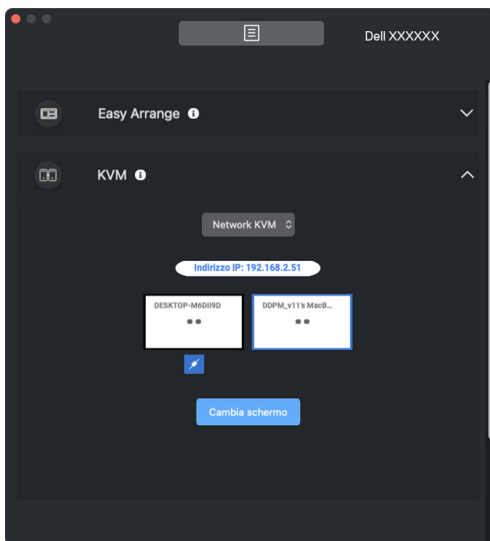 Dell XXXXXX
Easy Arrange
KVM
Network KVM
Indirizzo IP: 192.168.2.51
DESKTOP-M6DII9D
DDPM_v11's MacB...
Cambia schermo